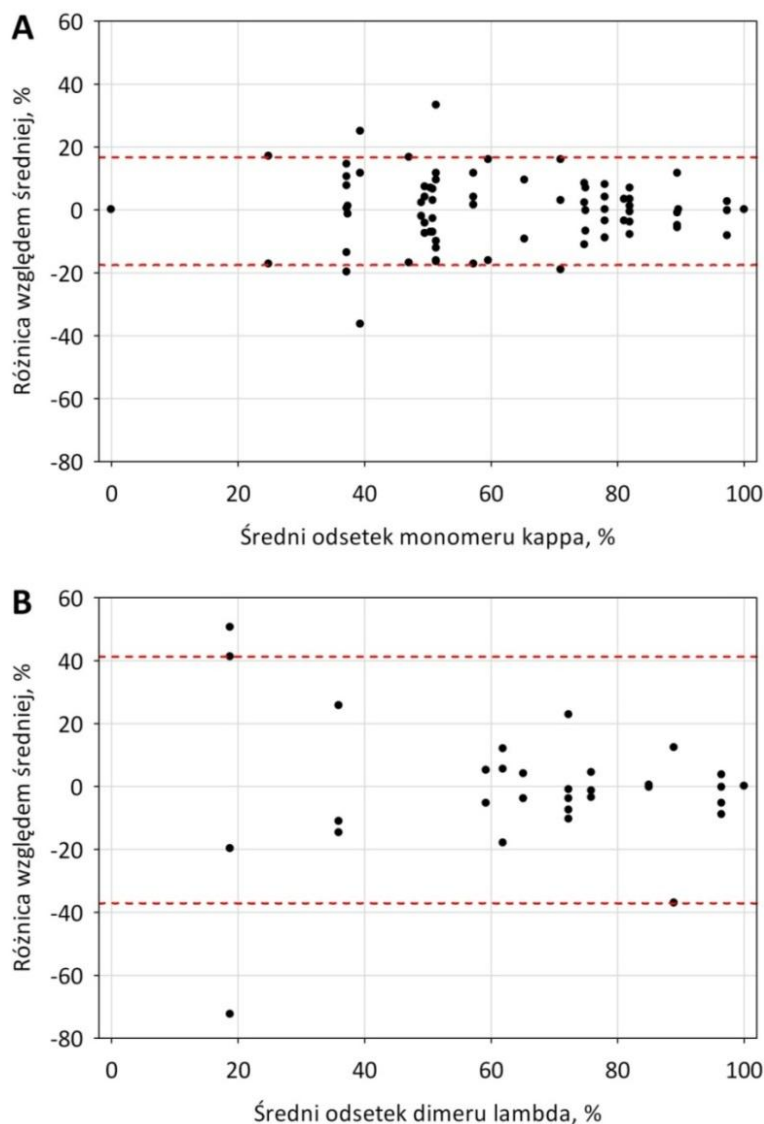 A
60
40
20
0
-20
-40
-60
-80
Różnica względem średniej, %
0 20 40 60 80 100
Średni odsetek monomeru kappa, %
B
60
40
20
0
-20
-40
-60
-80
Różnica względem średniej, %
0 20 40 60 80 100
Średni odsetek dimeru lambda, %